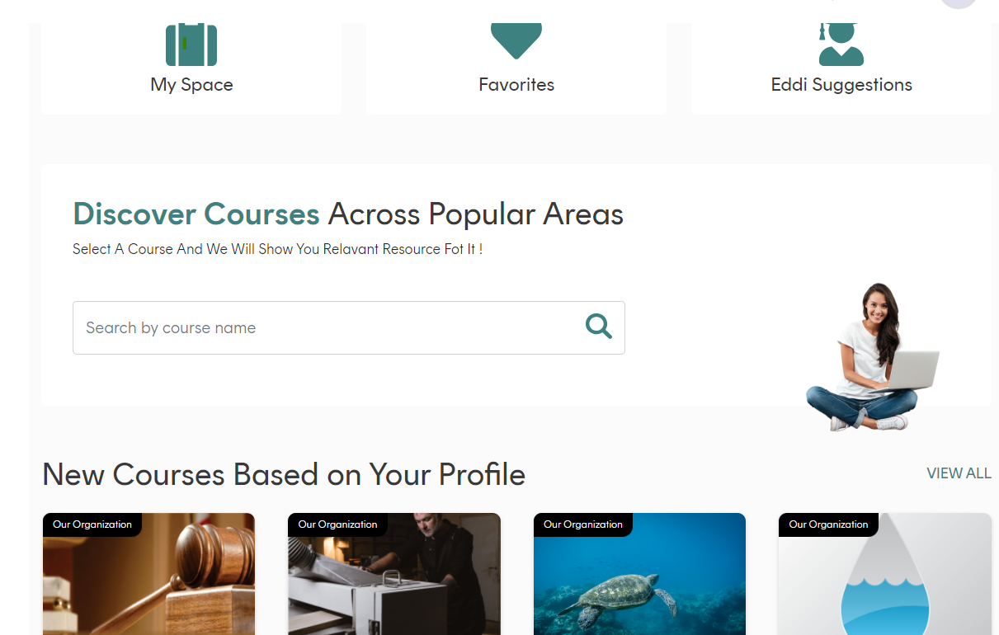 My Space
Favorites
Eddi Suggestions
Discover Courses Across Popular Areas
Select A Course And We Will Show You Relavant Resource Fot It !
Search by course name
New Courses Based on Your Profile
VIEW ALL
Our Organization
Our Organization
Our Organization
Our Organization